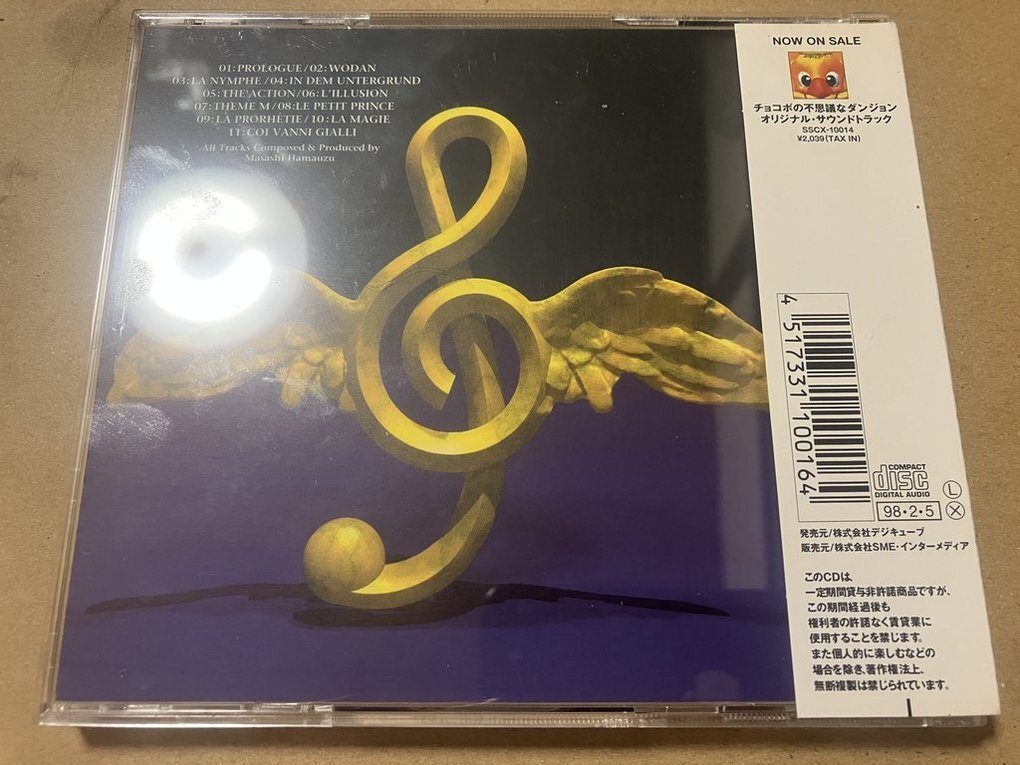 01: PROLOGUE / 02: WODAN
03: LA NYMPHE / 04: IN DEM UNTERGRUND
05: THE ACTION / 06: L'ILLUSION
07: THEME M / 08: LE PETIT PRINCE
09: LA PRORHÉTIE / 10: LA MAGIE
11: COI VANNI GIALLI
All Tracks Composed & Produced by
Masashi Hamauzu
NOW ON SALE
チョコボの不思議なダンジョン
オリジナル・サウンドトラック
SSCX-10014
¥2,039 (TAX IN)
4 517331 100164
COMPACT
disc
DIGITAL AUDIO
98・2・5
L
X
発売元/株式会社デジキューブ
販売元/株式会社SME・インターメディア
このCDは、
一定期間貸与非許諾商品ですが、
この期間経過後も
権利者の許諾なく賃貸業に
使用することを禁じます。
また個人的に楽しむなどの
場合を除き、著作権法上、
無断複製は禁じられています。